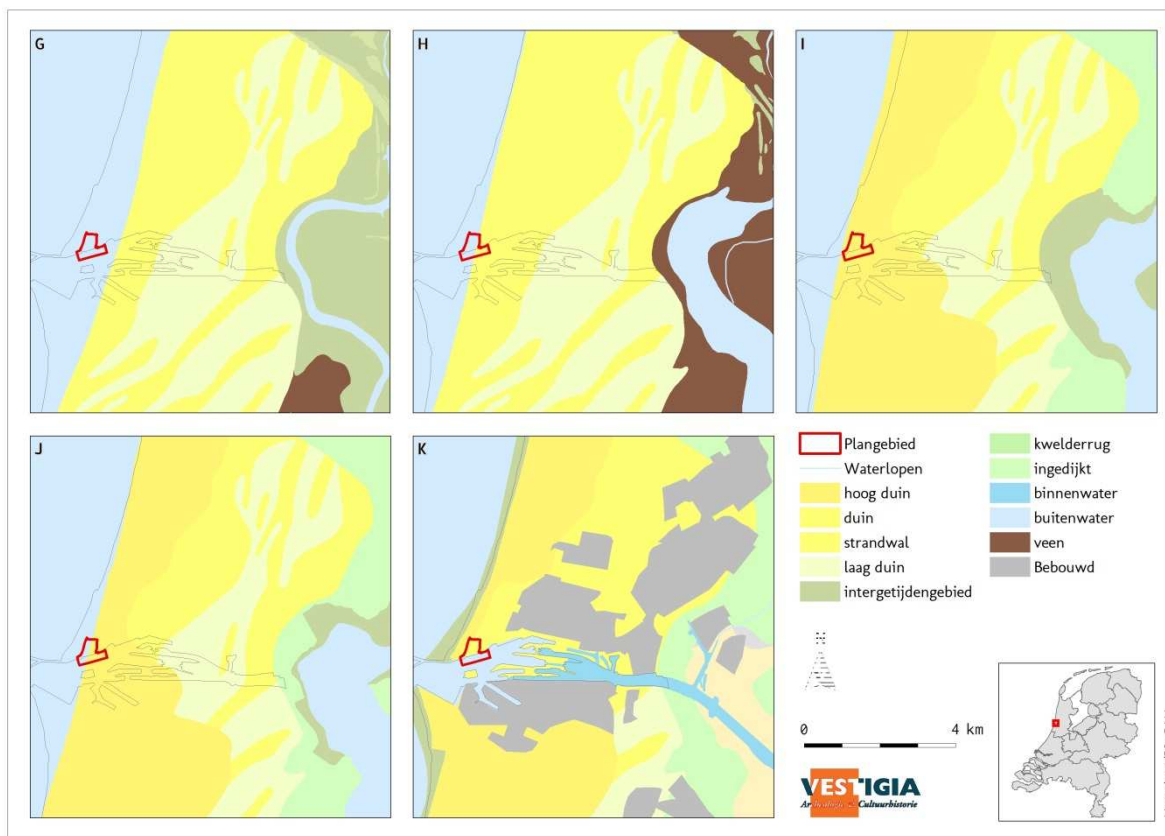 G
H
I
J
K
Plangebied
Waterlopen
hoog duin
duin
strandwal
laag duin
intergetijdengebied
kwelderrug
ingedijkt
binnenwater
buitenwater
veen
Bebouwd
N
0 4 km
VESTIGIA
Archeologie & Cultuurhistorie